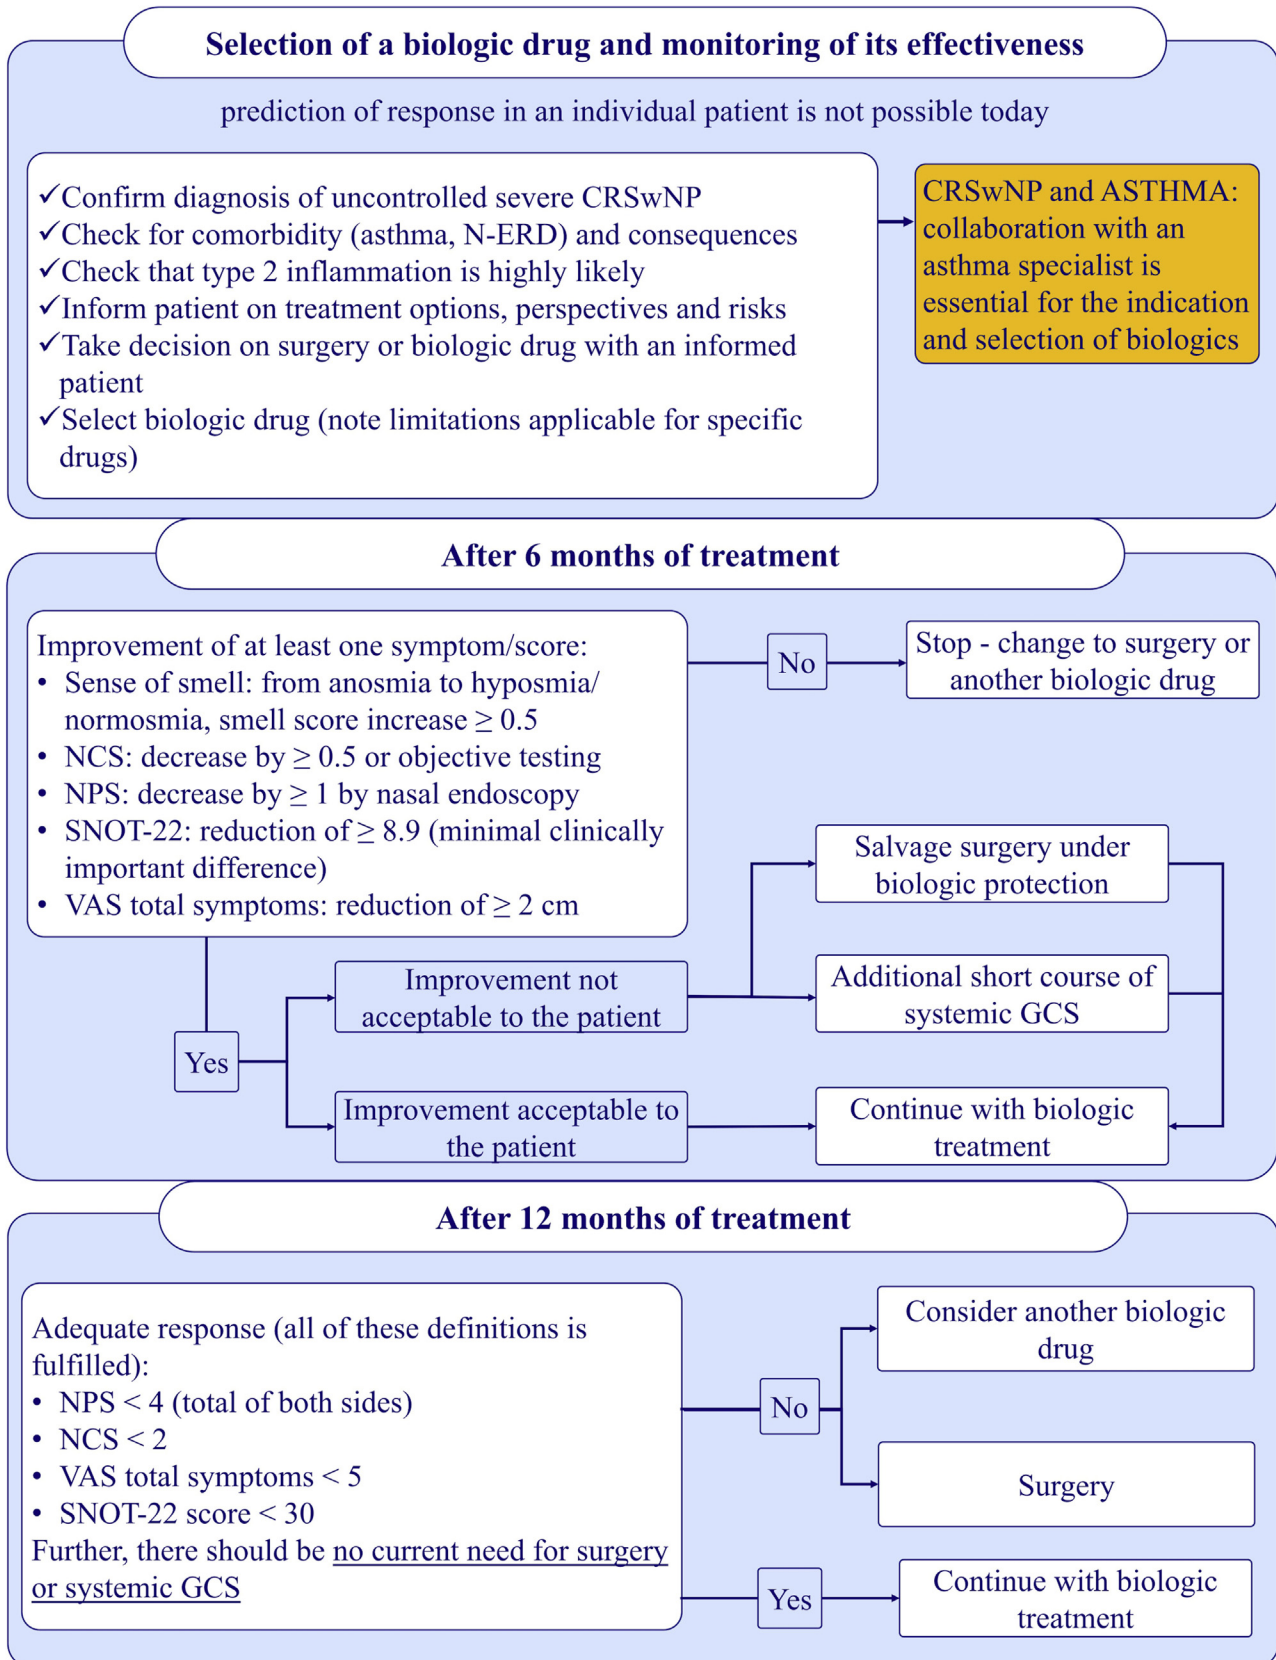 Selection of a biologic drug and monitoring of its effectiveness
prediction of response in an individual patient is not possible today
✓Confirm diagnosis of uncontrolled severe CRSwNP
✓Check for comorbidity (asthma, N-ERD) and consequences
✓Check that type 2 inflammation is highly likely
✓Inform patient on treatment options, perspectives and risks
✓Take decision on surgery or biologic drug with an informed
patient
✓Select biologic drug (note limitations applicable for specific
drugs)
CRSwNP and ASTHMA:
collaboration with an
asthma specialist is
essential for the indication
and selection of biologics
After 6 months of treatment
Improvement of at least one symptom/score:
• Sense of smell: from anosmia to hyposmia/
normosmia, smell score increase ≥ 0.5
• NCS: decrease by ≥ 0.5 or objective testing
• NPS: decrease by ≥ 1 by nasal endoscopy
• SNOT-22: reduction of ≥ 8.9 (minimal clinically
important difference)
• VAS total symptoms: reduction of ≥ 2 cm
No
Stop - change to surgery or
another biologic drug
Yes
Improvement not
acceptable to the patient
Salvage surgery under
biologic protection
Additional short course of
systemic GCS
Improvement acceptable to
the patient
Continue with biologic
treatment
After 12 months of treatment
Adequate response (all of these definitions is
fulfilled):
• NPS < 4 (total of both sides)
• NCS < 2
• VAS total symptoms < 5
• SNOT-22 score < 30
Further, there should be no current need for surgery
or systemic GCS
No
Consider another biologic
drug
Surgery
Yes
Continue with biologic
treatment